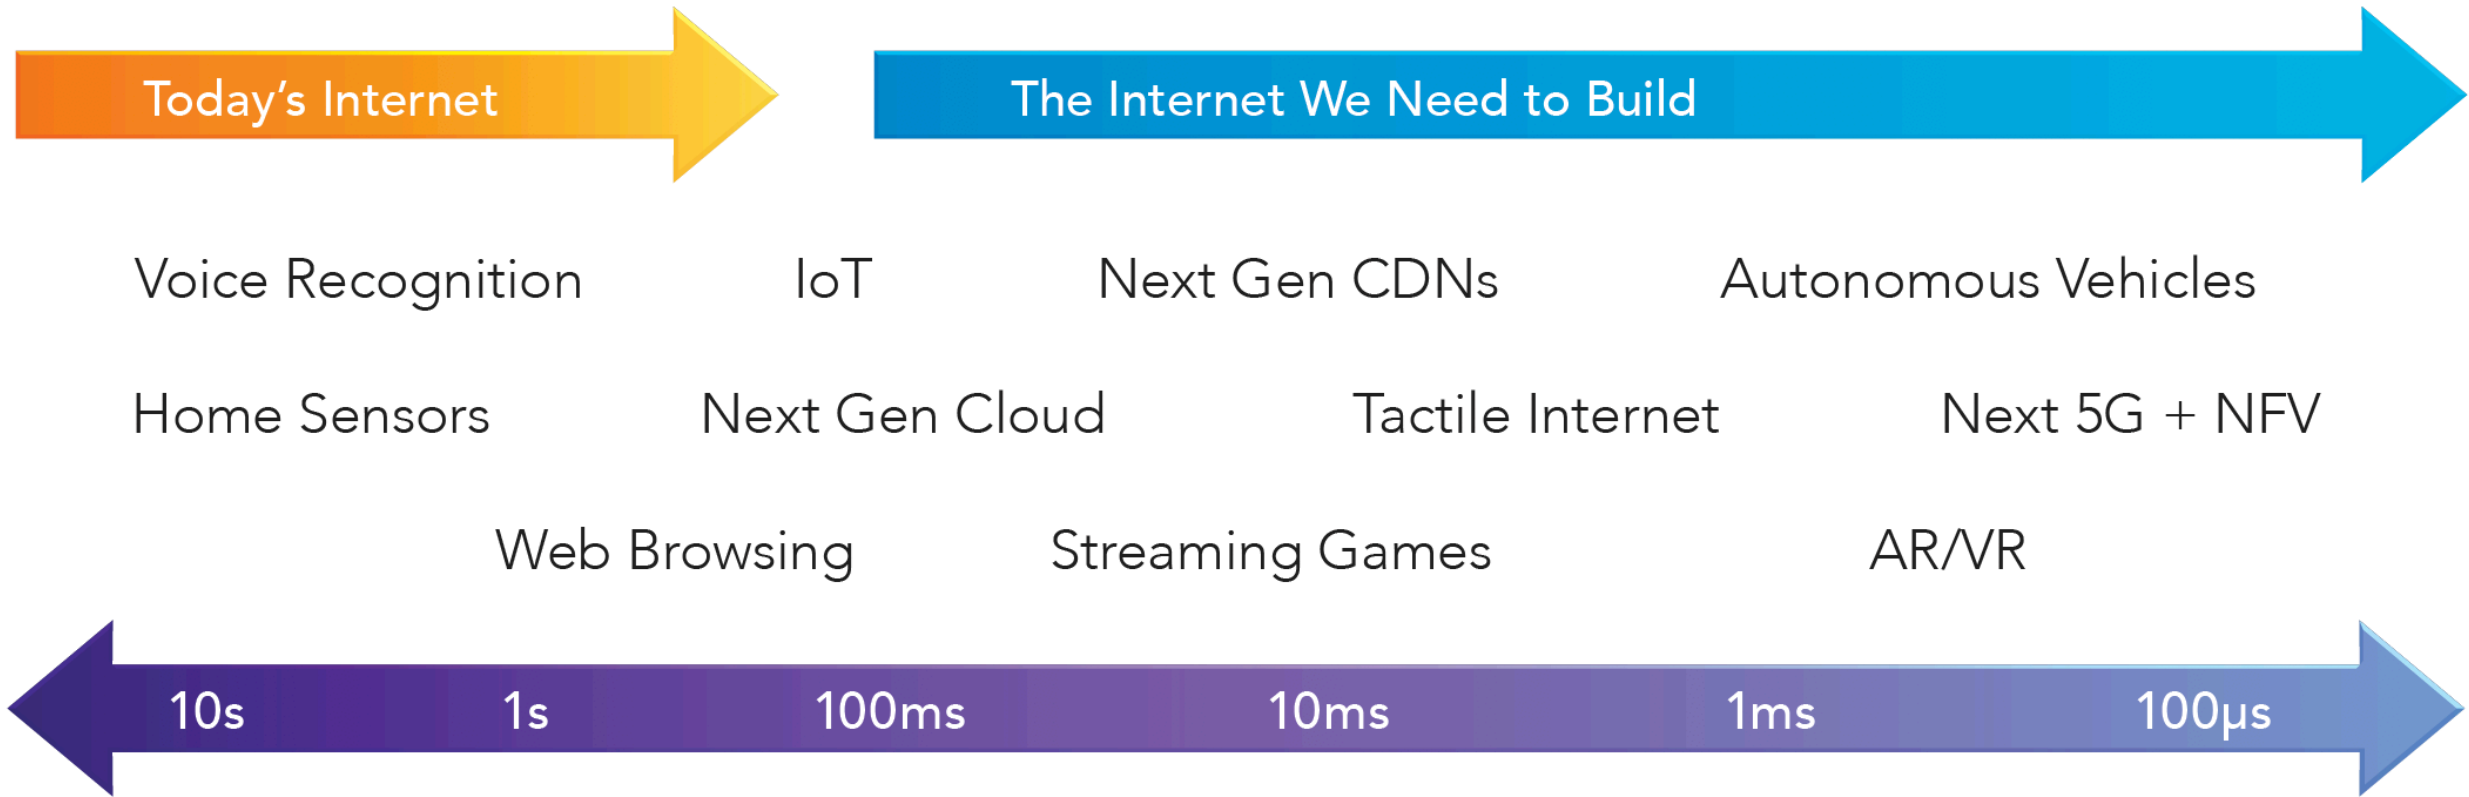 Today’s Internet The Internet We Need to Build
Voice Recognition IoT Next Gen CDNs Autonomous Vehicles
Home Sensors Next Gen Cloud Tactile Internet Next 5G + NFV
Web Browsing Streaming Games AR/VR
10s 1s 100ms 10ms 1ms 100µs